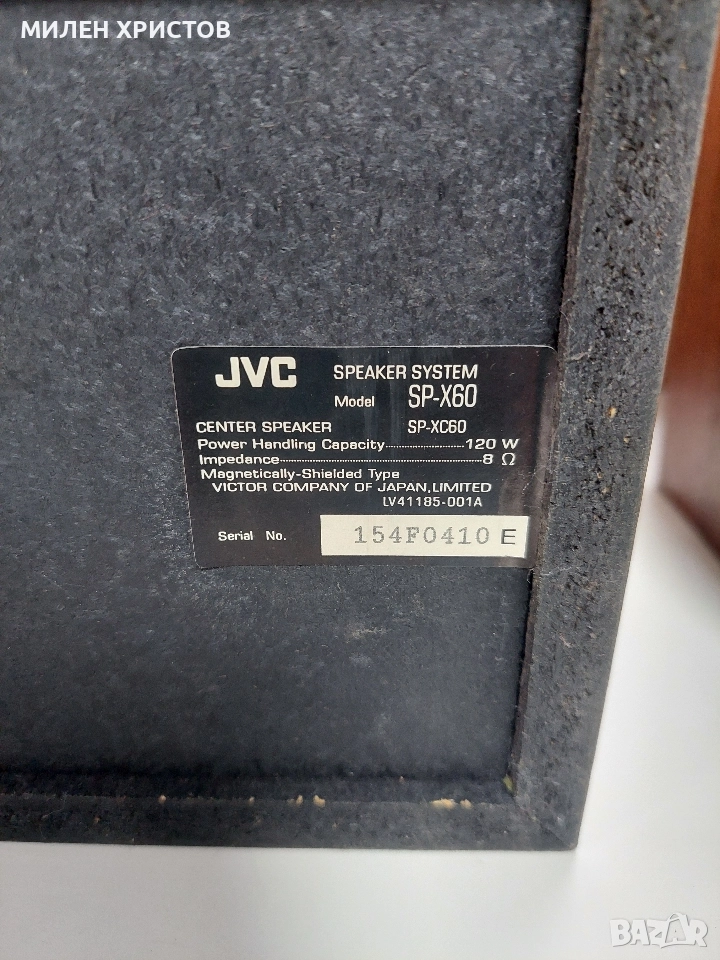 МИЛЕН ХРИСТОВ
JVC SPEAKER SYSTEM
Model SP-X60
CENTER SPEAKER SP-XC60
Power Handling Capacity 120 W
Impedance 8 Ω
Magnetically-Shielded Type
VICTOR COMPANY OF JAPAN, LIMITED
LV41185-001A
Serial No. 154F0410 E
BAZAR